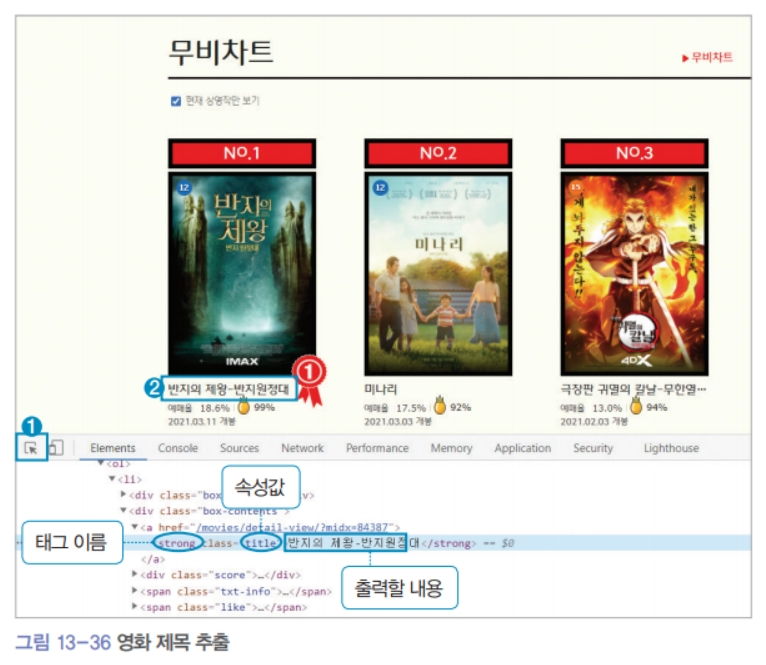 무비차트
▶ 무비차트
현재 상영작만 보기
No.1
No.2
No.3
12
반지의
제왕
반지원정대
IMAX
12
미나리
15
귀멸의
칼날
4DX
1
2 반지의 제왕-반지원정대
예매율 18.6% 99%
2021.03.11 개봉
미나리
예매율 17.5% 92%
2021.03.03 개봉
극장판 귀멸의 칼날-무한열…
예매율 13.0% 94%
2021.02.03 개봉
1
Elements Console Sources Network Performance Memory Application Security Lighthouse
▼<ol>
▼<li>
▶<div class="box
▼<div class="box-contents">
속성값
▼<a href="/movies/detail-view/?midx=84387">
태그 이름
strong class= title 반지의 제왕-반지원정대</strong> == $0
</a>
▶<div class="score">…</div>
▶<span class="txt-info">…</span>
▶<span class="like">…</span>
출력할 내용
그림 13-36 영화 제목 추출